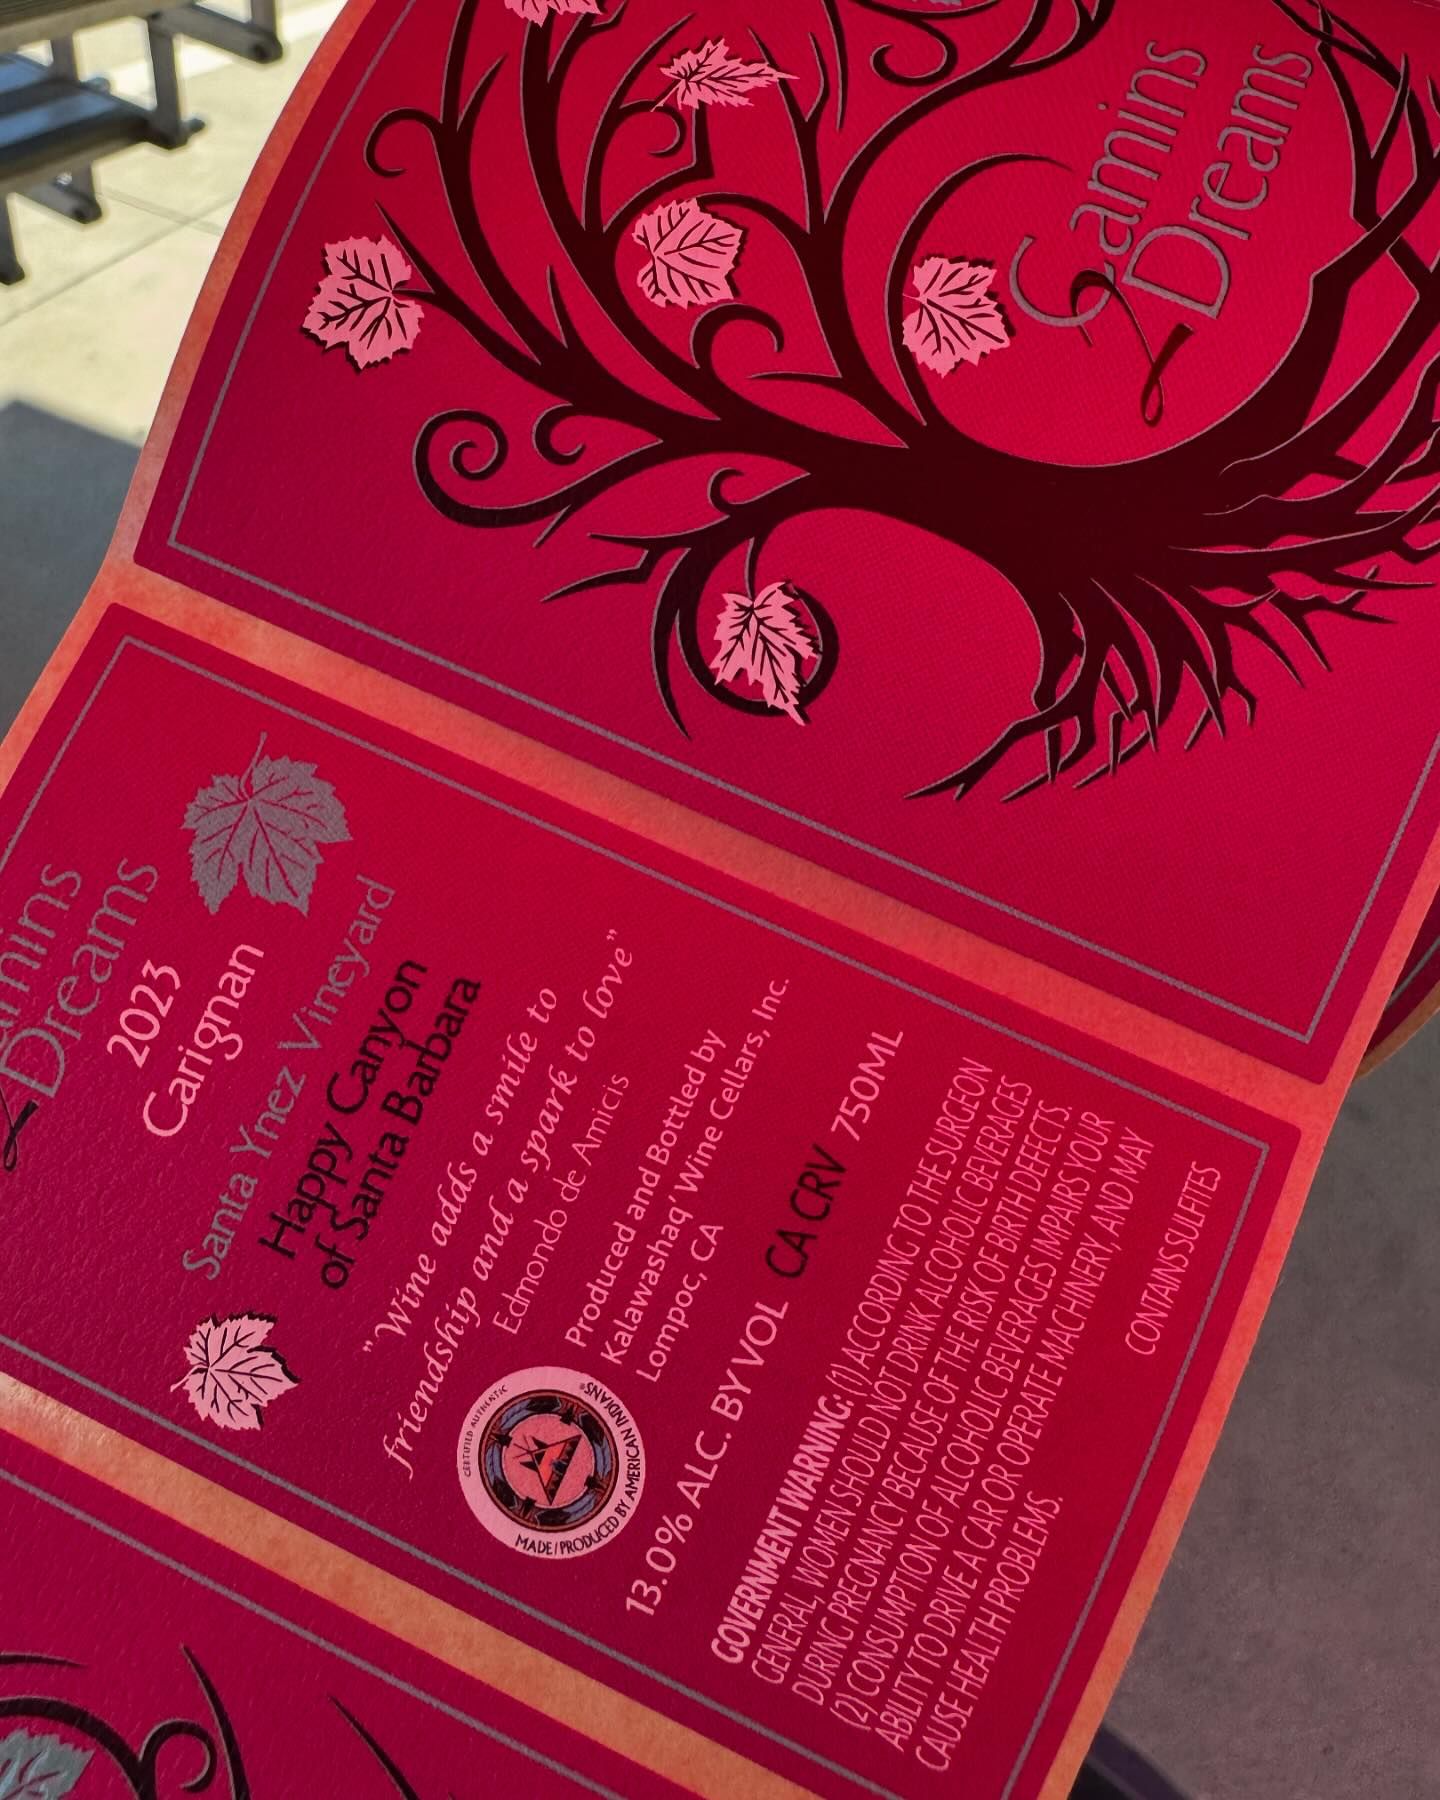 Camins
2Dreams
2Dreams
2023
Carignan
Santa Ynez Vineyard
Happy Canyon
of Santa Barbara
"Wine adds a smile to
friendship and a spark to love"
Edmondo de Amicis
Produced and Bottled by
Kalawashaq' Wine Cellars, Inc.
Lompoc, CA
CERTIFIED AUTHENTIC
MADE/PRODUCED BY AMERICAN INDIANS®
13.0% ALC. BY VOL CA CRV 750ML
GOVERNMENT WARNING: (1) ACCORDING TO THE SURGEON
GENERAL, WOMEN SHOULD NOT DRINK ALCOHOLIC BEVERAGES
DURING PREGNANCY BECAUSE OF THE RISK OF BIRTH DEFECTS.
(2) CONSUMPTION OF ALCOHOLIC BEVERAGES IMPAIRS YOUR
ABILITY TO DRIVE A CAR OR OPERATE MACHINERY, AND MAY
CAUSE HEALTH PROBLEMS.
CONTAINS SULFITES